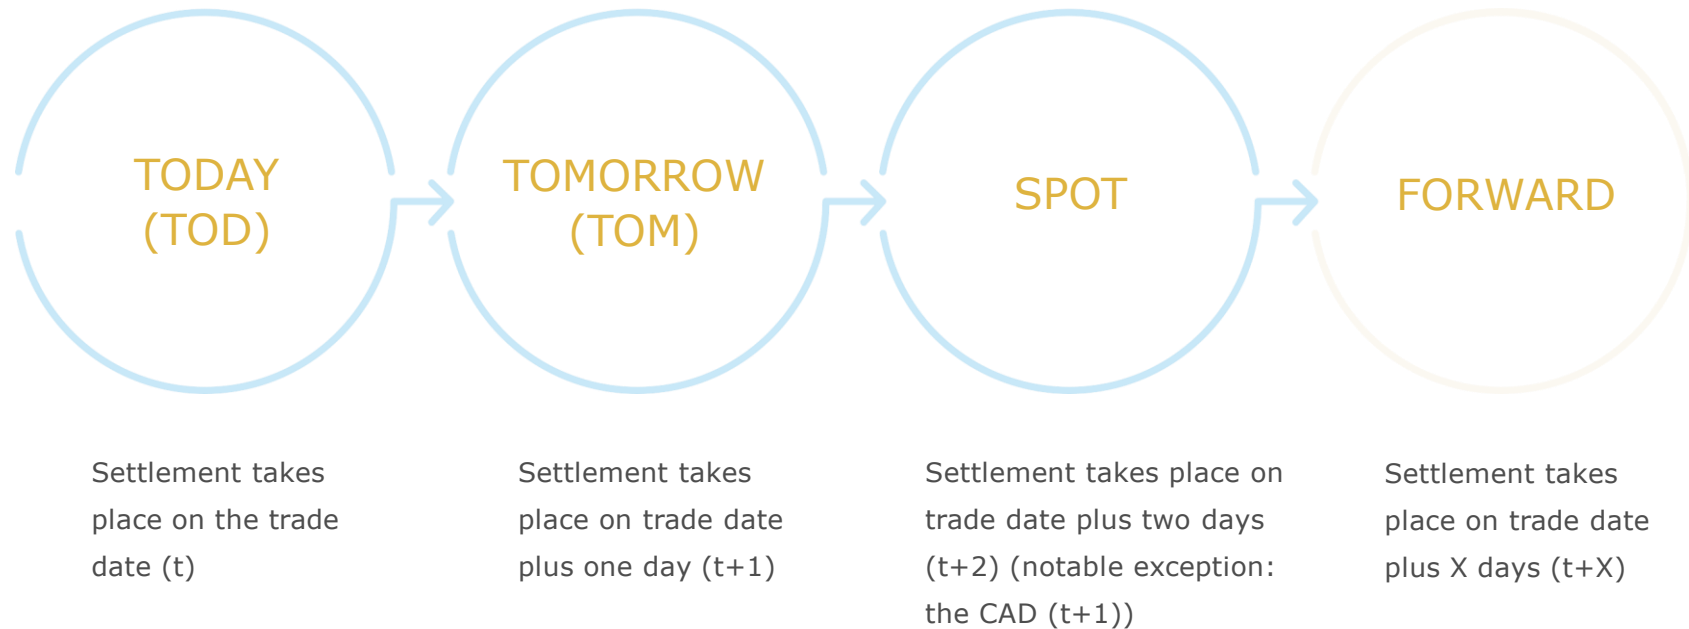 TODAY
(TOD)
TOMORROW
(TOM)
SPOT
FORWARD
Settlement takes
place on the trade
date (t)
Settlement takes
place on trade date
plus one day (t+1)
Settlement takes place on
trade date plus two days
(t+2) (notable exception:
the CAD (t+1))
Settlement takes
place on trade date
plus X days (t+X)